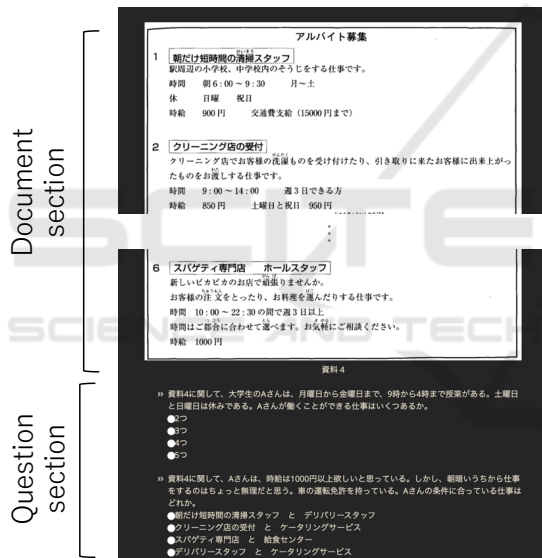 Document section
アルバイト募集
1 朝だけ短時間の清掃スタッフ
駅周辺の小学校、中学校内のそうじをする仕事です。
時間 朝6:00～9:30 月～土
休 日曜 祝日
時給 900円 交通費支給（15000円まで）
2 クリーニング店の受付
クリーニング店でお客様の洗濯ものを受け付けたり、引き取りに来たお客様に出来上がっ
たものをお渡しする仕事です。
時間 9:00～14:00 週3日できる方
時給 850円 土曜日と祝日 950円
6 スパゲティ専門店 ホールスタッフ
新しいピカピカのお店で頑張りませんか。
お客様の注文をとったり、お料理を運んだりする仕事です。
時間 10:00～22:30の間で週3日以上
時間はご都合に合わせて選べます。お気軽にご相談ください。
時給 1000円
資料4
Question section
» 資料4に関して、大学生のAさんは、月曜日から金曜日まで、9時から4時まで授業がある。土曜日
と日曜日は休みである。Aさんが働くことができる仕事はいくつあるか。
2つ
3つ
4つ
5つ
» 資料4に関して、Aさんは、時給は1000円以上欲しいと思っている。しかし、朝暗いうちから仕事
をするのはちょっと無理だと思う。車の運転免許を持っている。Aさんの条件に合っている仕事は
どれか。
朝だけ短時間の清掃スタッフ と デリバリースタッフ
クリーニング店の受付 と ケータリングサービス
スパゲティ専門店 と 給食センター
デリバリースタッフ と ケータリングサービス
SCITE
SCIENCE AND TECH